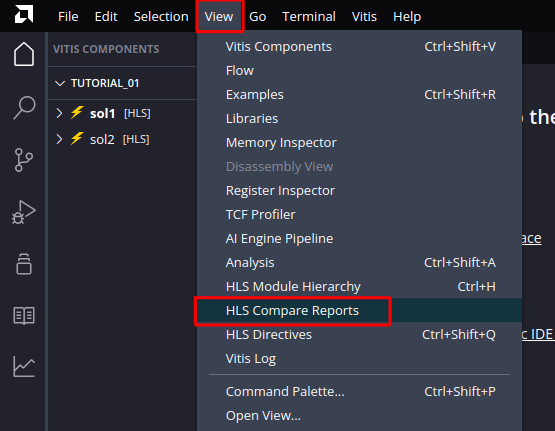 File Edit Selection View Go Terminal Vitis Help
VITIS COMPONENTS
TUTORIAL_01
sol1 [HLS]
sol2 [HLS]
Vitis Components Ctrl+Shift+V
Flow
Examples Ctrl+Shift+R
Libraries
Memory Inspector
Disassembly View
Register Inspector
TCF Profiler
AI Engine Pipeline
Analysis Ctrl+Shift+A
HLS Module Hierarchy Ctrl+H
HLS Compare Reports
HLS Directives Ctrl+Shift+Q
Vitis Log
Command Palette... Ctrl+Shift+P
Open View...
o the
ace
c IDE